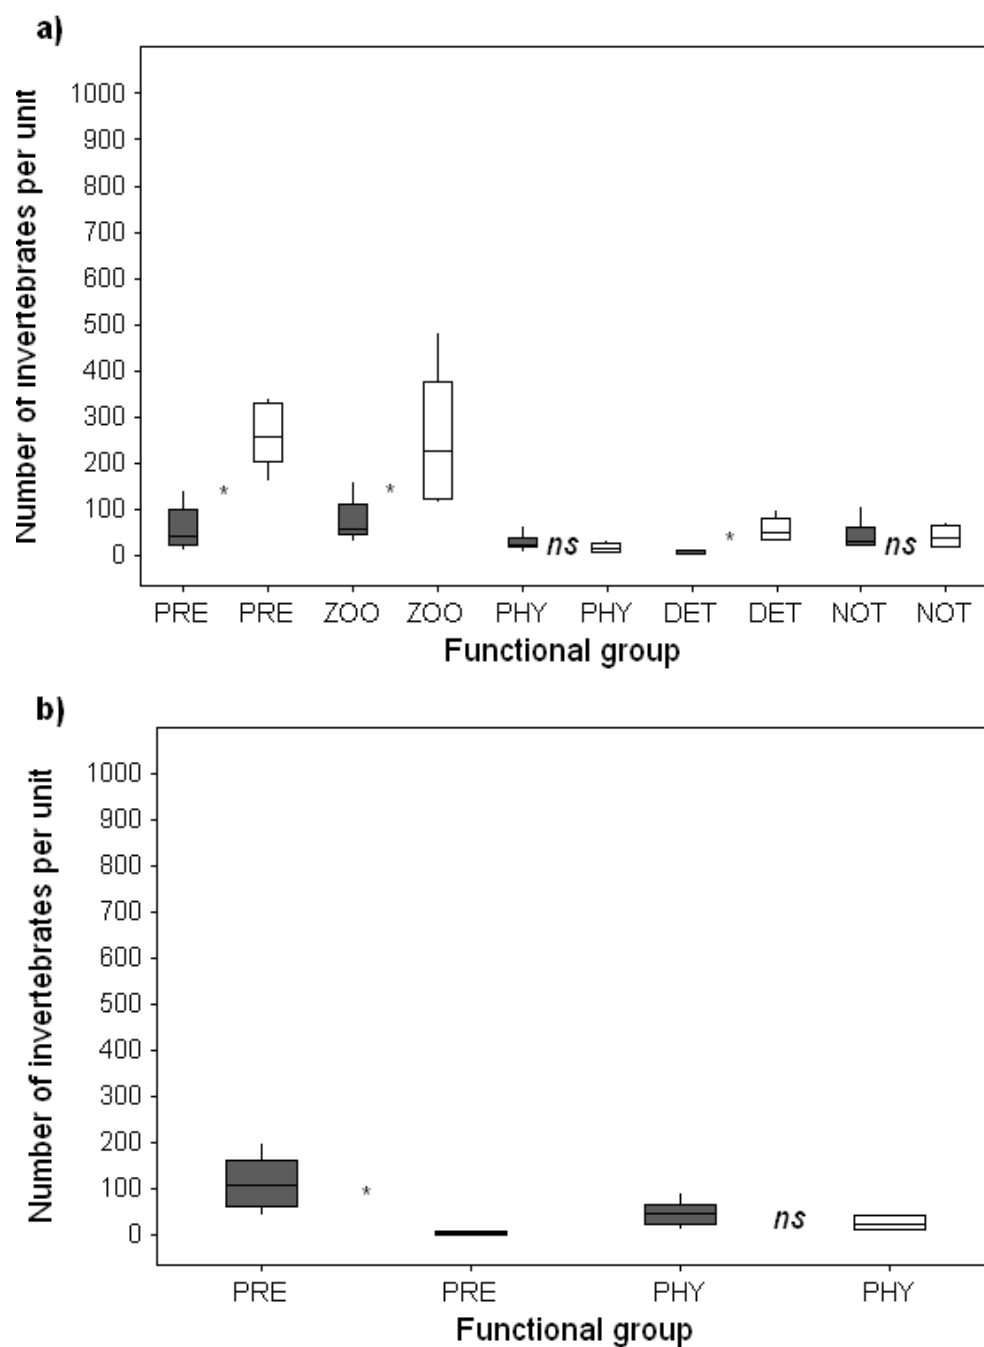 a)
Number of invertebrates per unit
1000
900
800
700
600
500
400
300
200
100
0
* * ns * ns
PRE PRE ZOO ZOO PHY PHY DET DET NOT NOT
Functional group
b)
Number of invertebrates per unit
1000
900
800
700
600
500
400
300
200
100
0
* ns
PRE PRE PHY PHY
Functional group